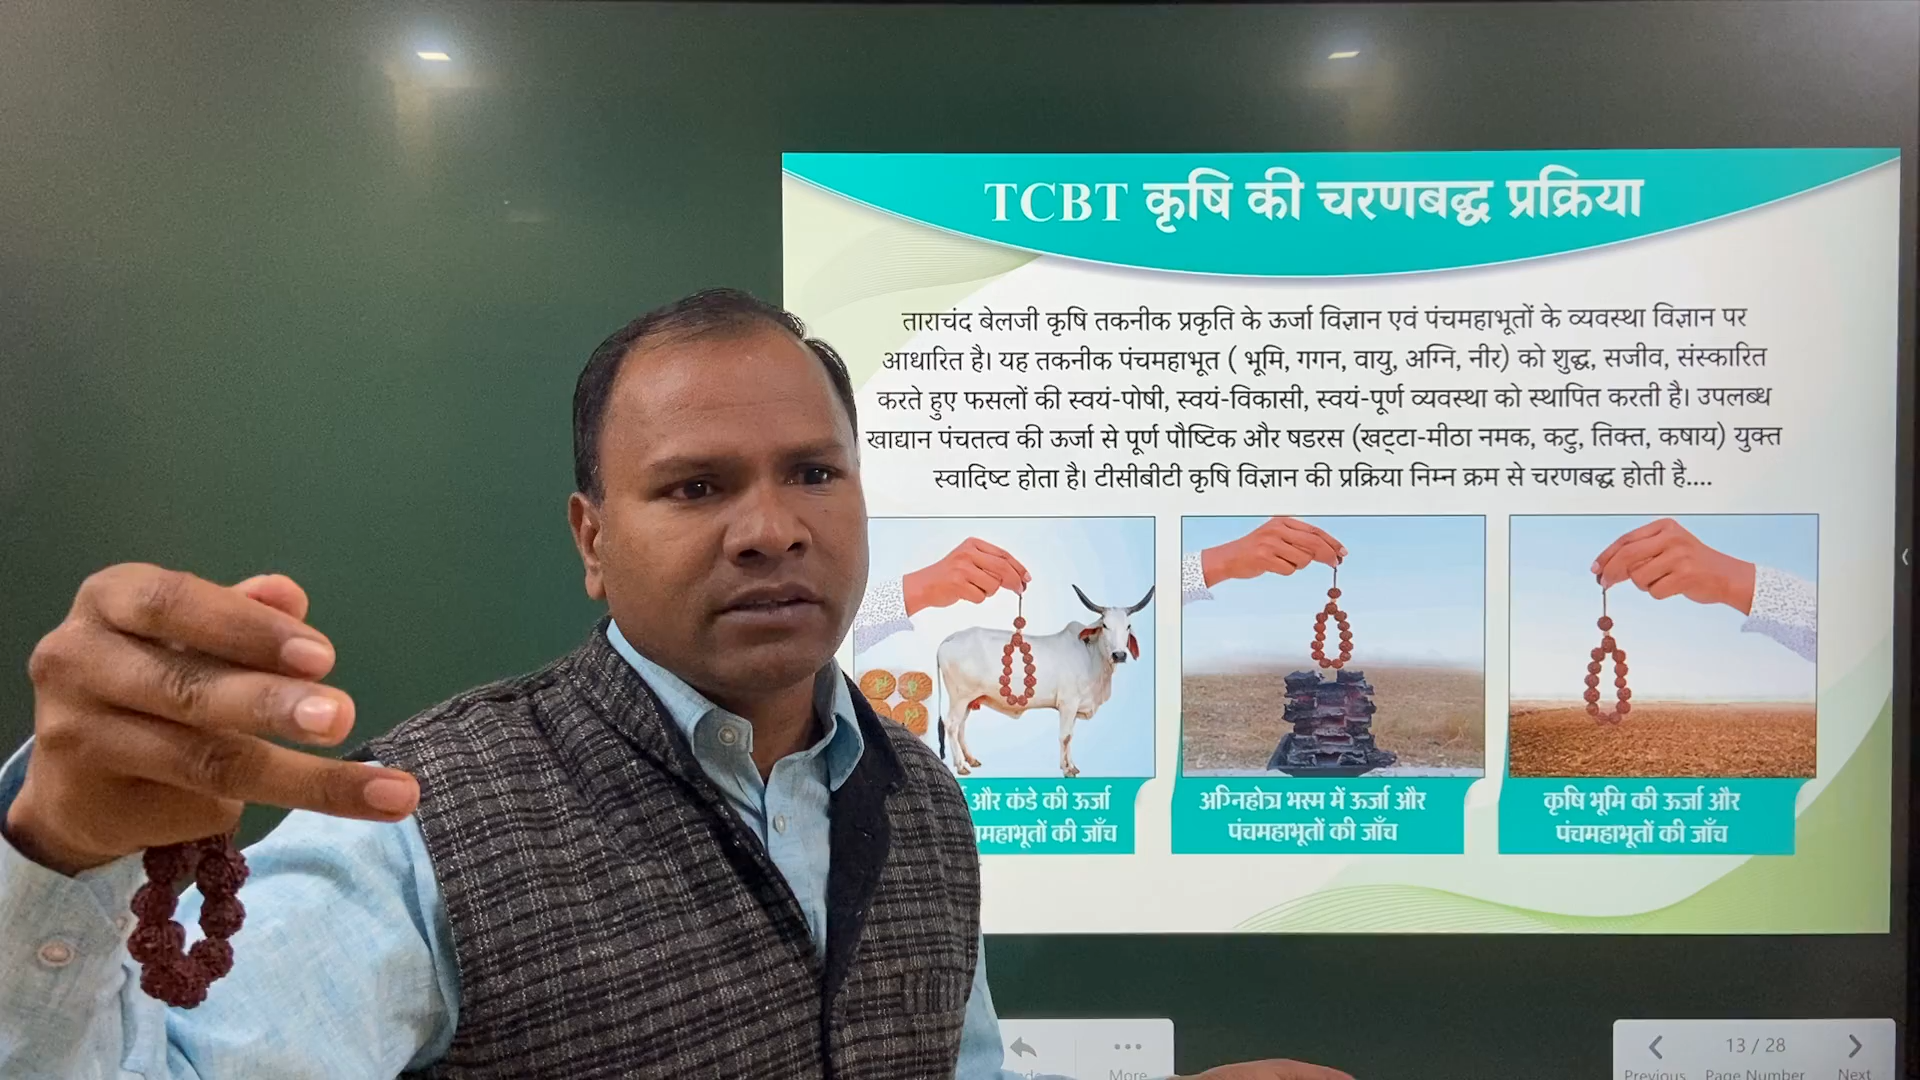 TCBT कृषि की चरणबद्ध प्रक्रिया
ताराचंद बेलजी कृषि तकनीक प्रकृति के ऊर्जा विज्ञान एवं पंचमहाभूतों के व्यवस्था विज्ञान पर
आधारित है। यह तकनीक पंचमहाभूत ( भूमि, गगन, वायु, अग्नि, नीर) को शुद्ध, सजीव, संस्कारित
करते हुए फसलों की स्वयं-पोषी, स्वयं-विकासी, स्वयं-पूर्ण व्यवस्था को स्थापित करती है। उपलब्ध
खाद्यान पंचतत्व की ऊर्जा से पूर्ण पौष्टिक और षडरस (खट्टा-मीठा नमक, कटु, तिक्त, कषाय) युक्त
स्वादिष्ट होता है। टीसीबीटी कृषि विज्ञान की प्रक्रिया निम्न क्रम से चरणबद्ध होती है....
और कंडे की ऊर्जा
की जाँच
अग्निहोत्र भस्म में ऊर्जा और
पंचमहाभूतों की जाँच
कृषि भूमि की ऊर्जा और
पंचमहाभूतों की जाँच
More
13 / 28
Previous Page Number Next